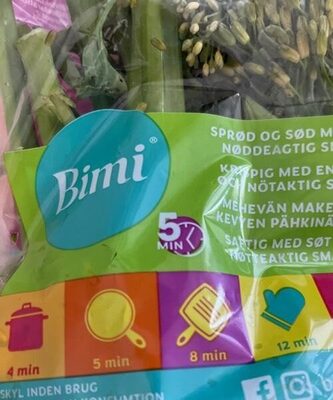 Bimi®
SPRØD OG SØD M
NØDDEAGTIG S
KRISPIG MED EN
OCH NÖTAKTIG S
MEHEVÄN MAKE
KEVYEN PÄHKINÄ
SAFTIG MED SØT
NØTTEAKTIG SM
5
MIN
4 min
5 min
8 min
12 min
SKYL INDEN BRUG